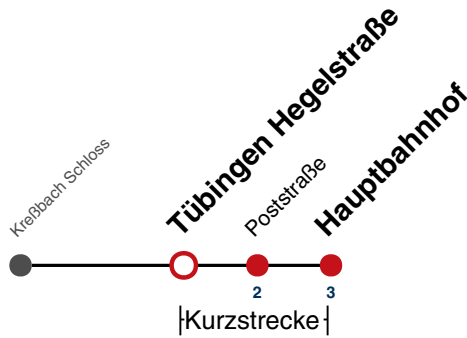 Kreßbach Schloss
Tübingen Hegelstraße
Poststraße
Hauptbahnhof
2
3
Kurzstrecke